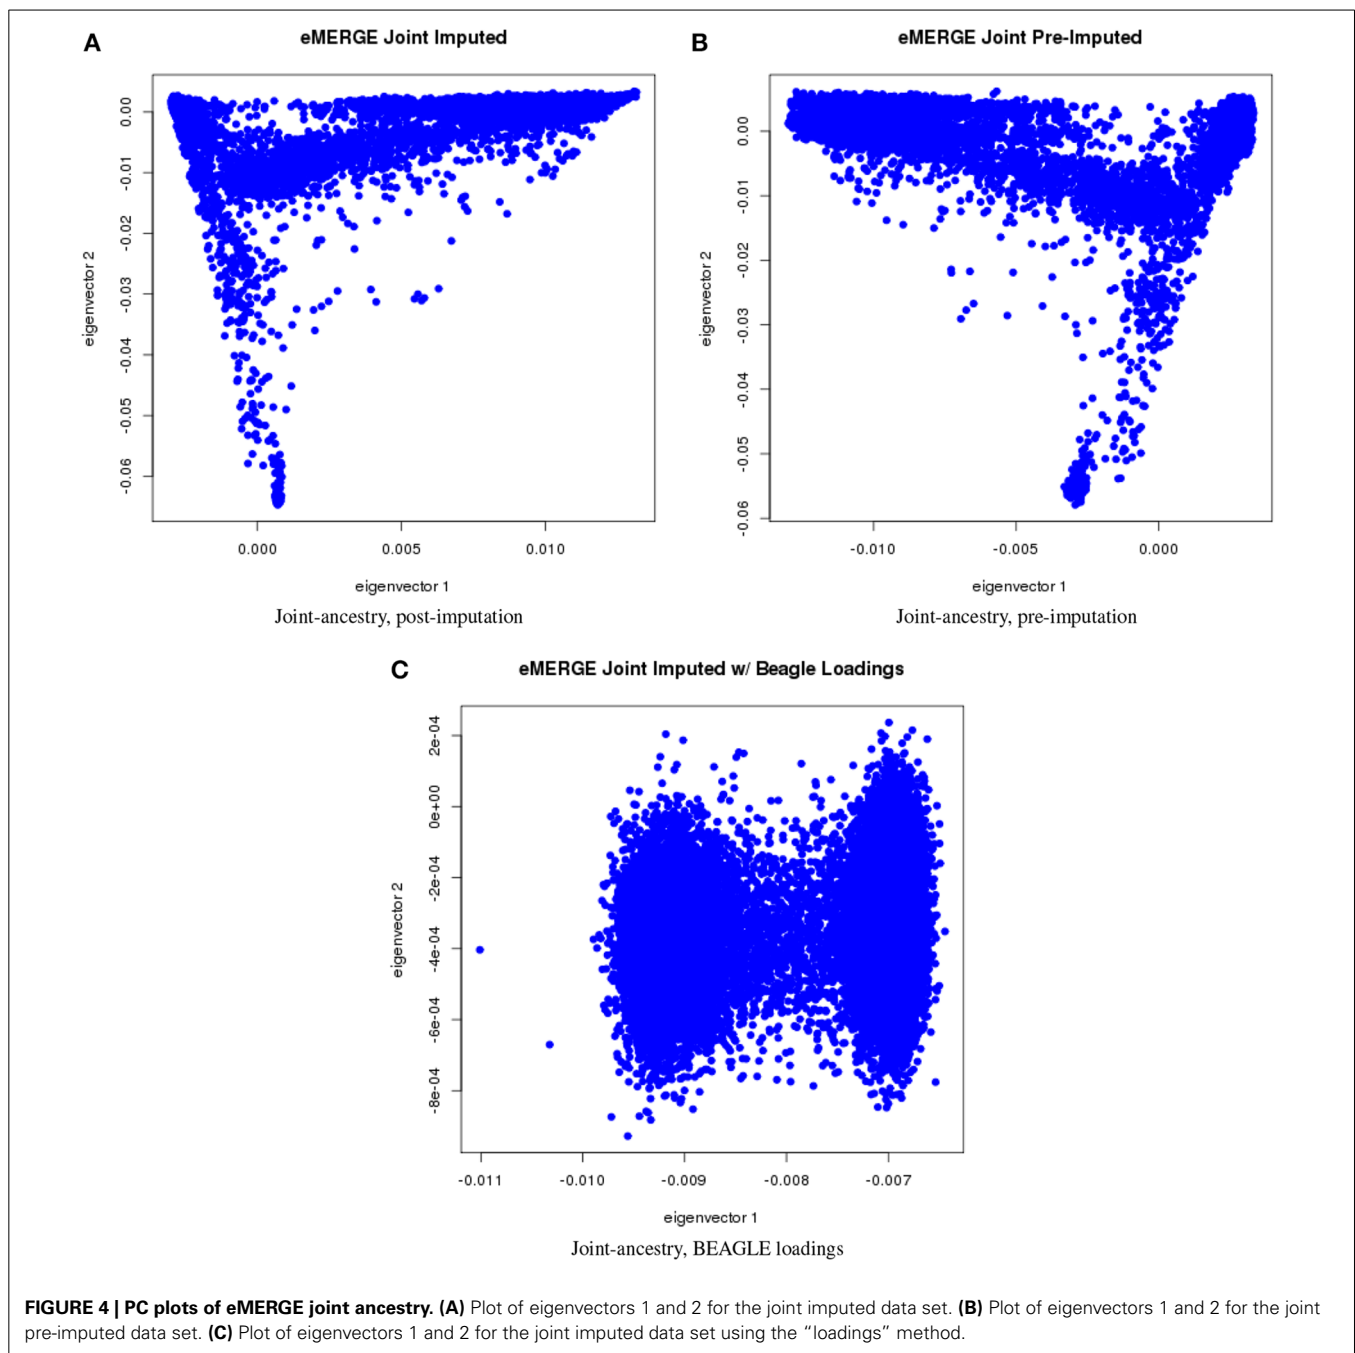 A
eMERGE Joint Imputed
eigenvector 2
0.00
-0.01
-0.02
-0.03
-0.04
-0.05
-0.06
0.000 0.005 0.010
eigenvector 1
Joint-ancestry, post-imputation
B
eMERGE Joint Pre-Imputed
eigenvector 2
0.00
-0.01
-0.02
-0.03
-0.04
-0.05
-0.06
-0.010 -0.005 0.000
eigenvector 1
Joint-ancestry, pre-imputation
C
eMERGE Joint Imputed w/ Beagle Loadings
eigenvector 2
2e-04
0e+00
-2e-04
-4e-04
-6e-04
-8e-04
-0.011 -0.010 -0.009 -0.008 -0.007
eigenvector 1
Joint-ancestry, BEAGLE loadings
FIGURE 4 | PC plots of eMERGE joint ancestry. (A) Plot of eigenvectors 1 and 2 for the joint imputed data set. (B) Plot of eigenvectors 1 and 2 for the joint
pre-imputed data set. (C) Plot of eigenvectors 1 and 2 for the joint imputed data set using the “loadings” method.